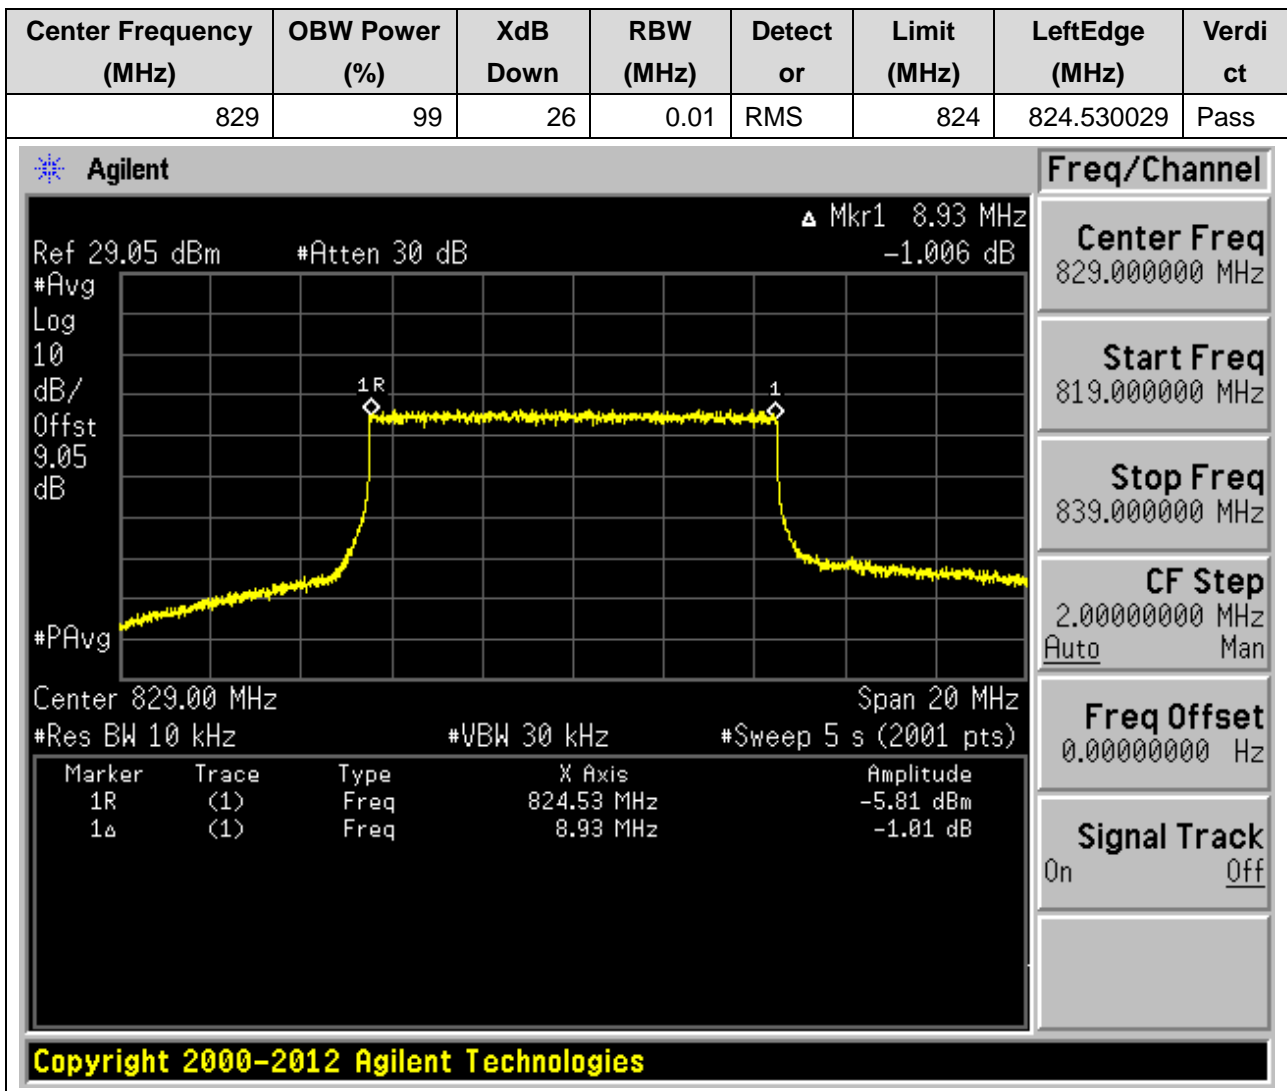 Center Frequency (MHz) OBW Power (%) XdB Down RBW (MHz) Detect or Limit (MHz) LeftEdge (MHz) Verdi ct
829 99 26 0.01 RMS 824 824.530029 Pass
Agilent
Freq/Channel
Δ Mkr1 8.93 MHz
Ref 29.05 dBm #Atten 30 dB -1.006 dB
#Avg
Log
10
dB/
Offst
9.05
dB
1R
1
#PAvg
Center 829.00 MHz Span 20 MHz
#Res BW 10 kHz #VBW 30 kHz #Sweep 5 s (2001 pts)
Marker Trace Type X Axis Amplitude
1R (1) Freq 824.53 MHz -5.81 dBm
1Δ (1) Freq 8.93 MHz -1.01 dB
Center Freq
829.000000 MHz
Start Freq
819.000000 MHz
Stop Freq
839.000000 MHz
CF Step
2.00000000 MHz
Auto Man
Freq Offset
0.00000000 Hz
Signal Track
On Off
Copyright 2000-2012 Agilent Technologies